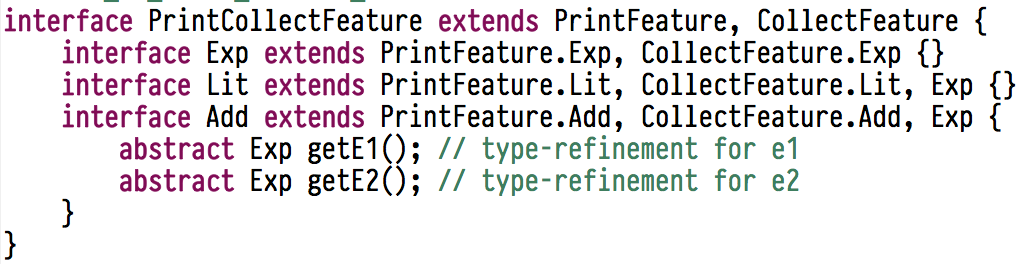 interface PrintCollectFeature extends PrintFeature, CollectFeature {
    interface Exp extends PrintFeature.Exp, CollectFeature.Exp {}
    interface Lit extends PrintFeature.Lit, CollectFeature.Lit, Exp {}
    interface Add extends PrintFeature.Add, CollectFeature.Add, Exp {
        abstract Exp getE1(); // type-refinement for e1
        abstract Exp getE2(); // type-refinement for e2
    }
}